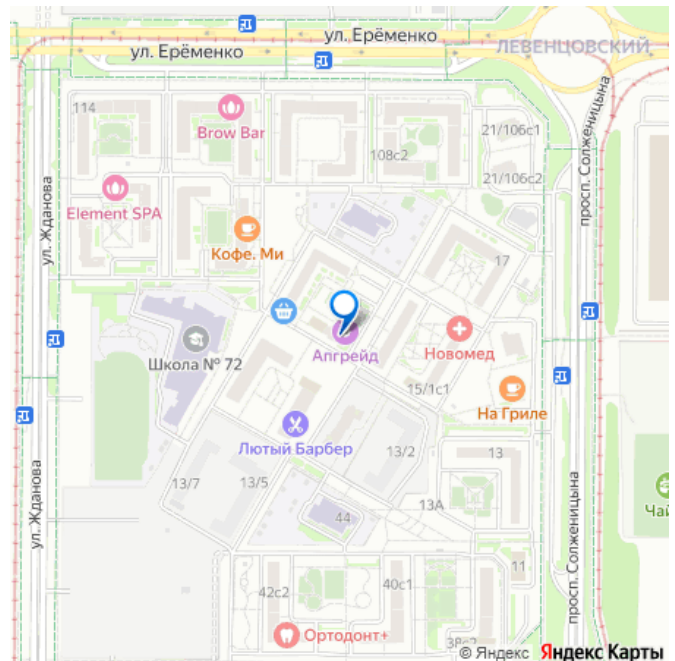 ул. Ерёменко
ул. Ерёменко
ЛЕВЕНЦОВСКИЙ
114
Brow Bar
108с2
21/106с1
21/106с2
просп. Солженицына
ул. Жданова
Element SPA
Кофе. Ми
17
Школа № 72
Апгрейд
Новомед
15/1с1
На Гриле
Лютый Барбер
13/2
13
13/7
13/5
13А
44
ул. Жданова
просп. Солженицына
Чай
11
42с2
40с1
Ортодонт+
38с2
© Яндекс Яндекс Карты